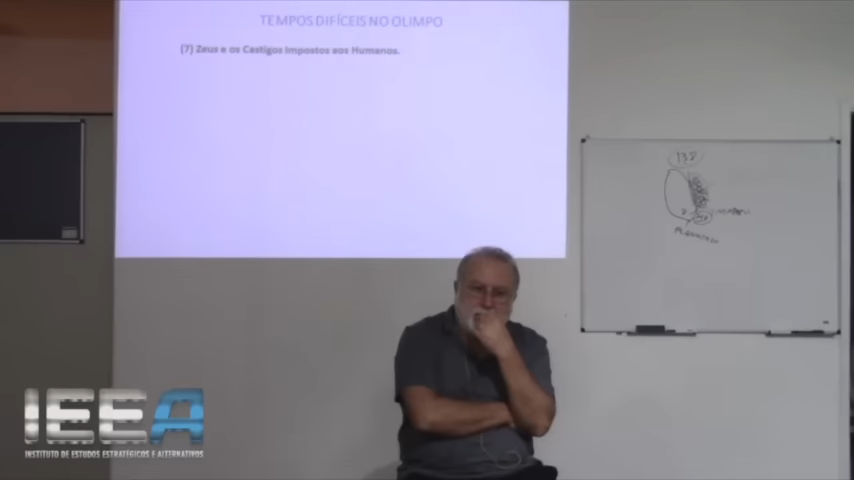 TEMPOS DIFÍCEIS NO OLIMPO
(7) Zeus e os Castigos Impostos aos Humanos.
IEEA
INSTITUTO DE ESTUDOS ESTRATÉGICOS E ALTERNATIVOS